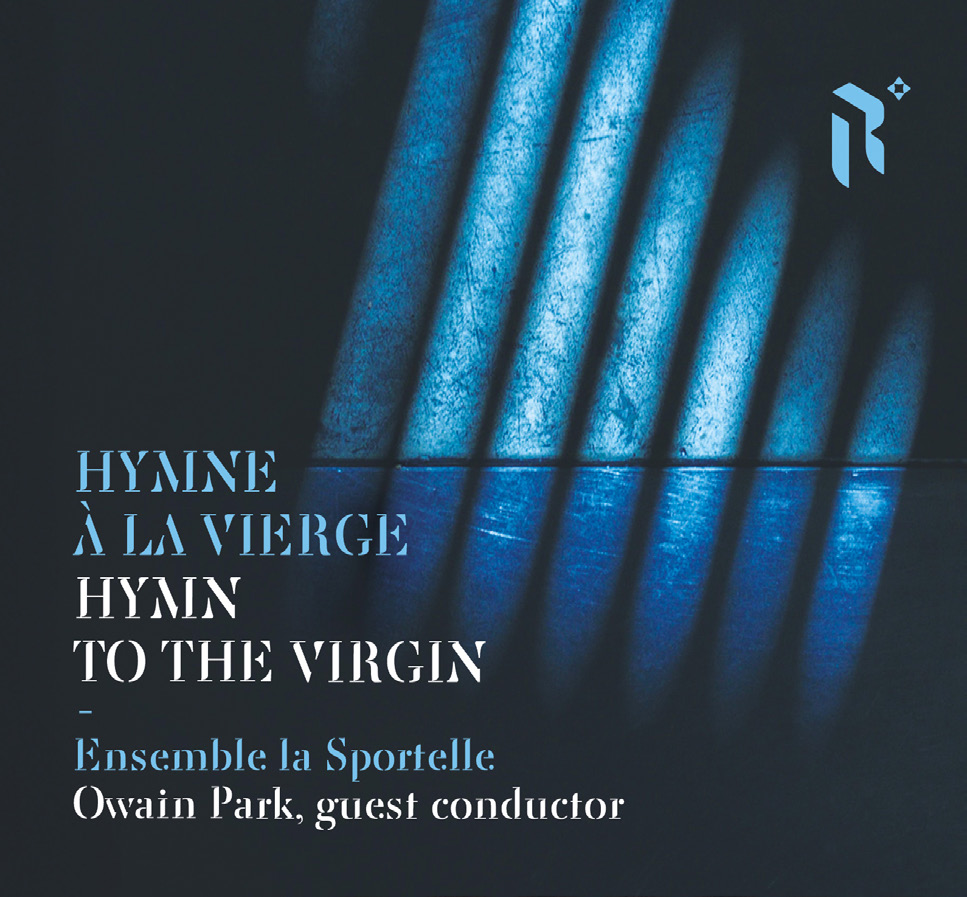 HYMNE
À LA VIERGE
HYMN
TO THE VIRGIN
-
Ensemble la Sportelle
Owain Park, guest conductor